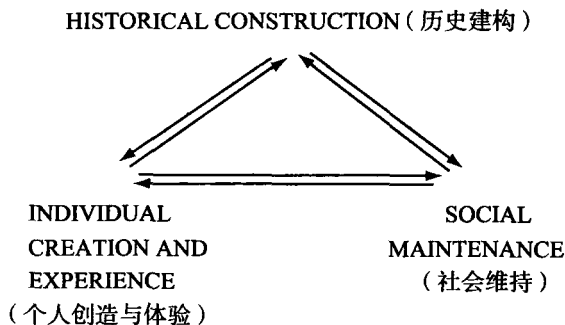 HISTORICAL CONSTRUCTION（历史建构）
INDIVIDUAL
CREATION AND
EXPERIENCE
（个人创造与体验）
SOCIAL
MAINTENANCE
（社会维持）